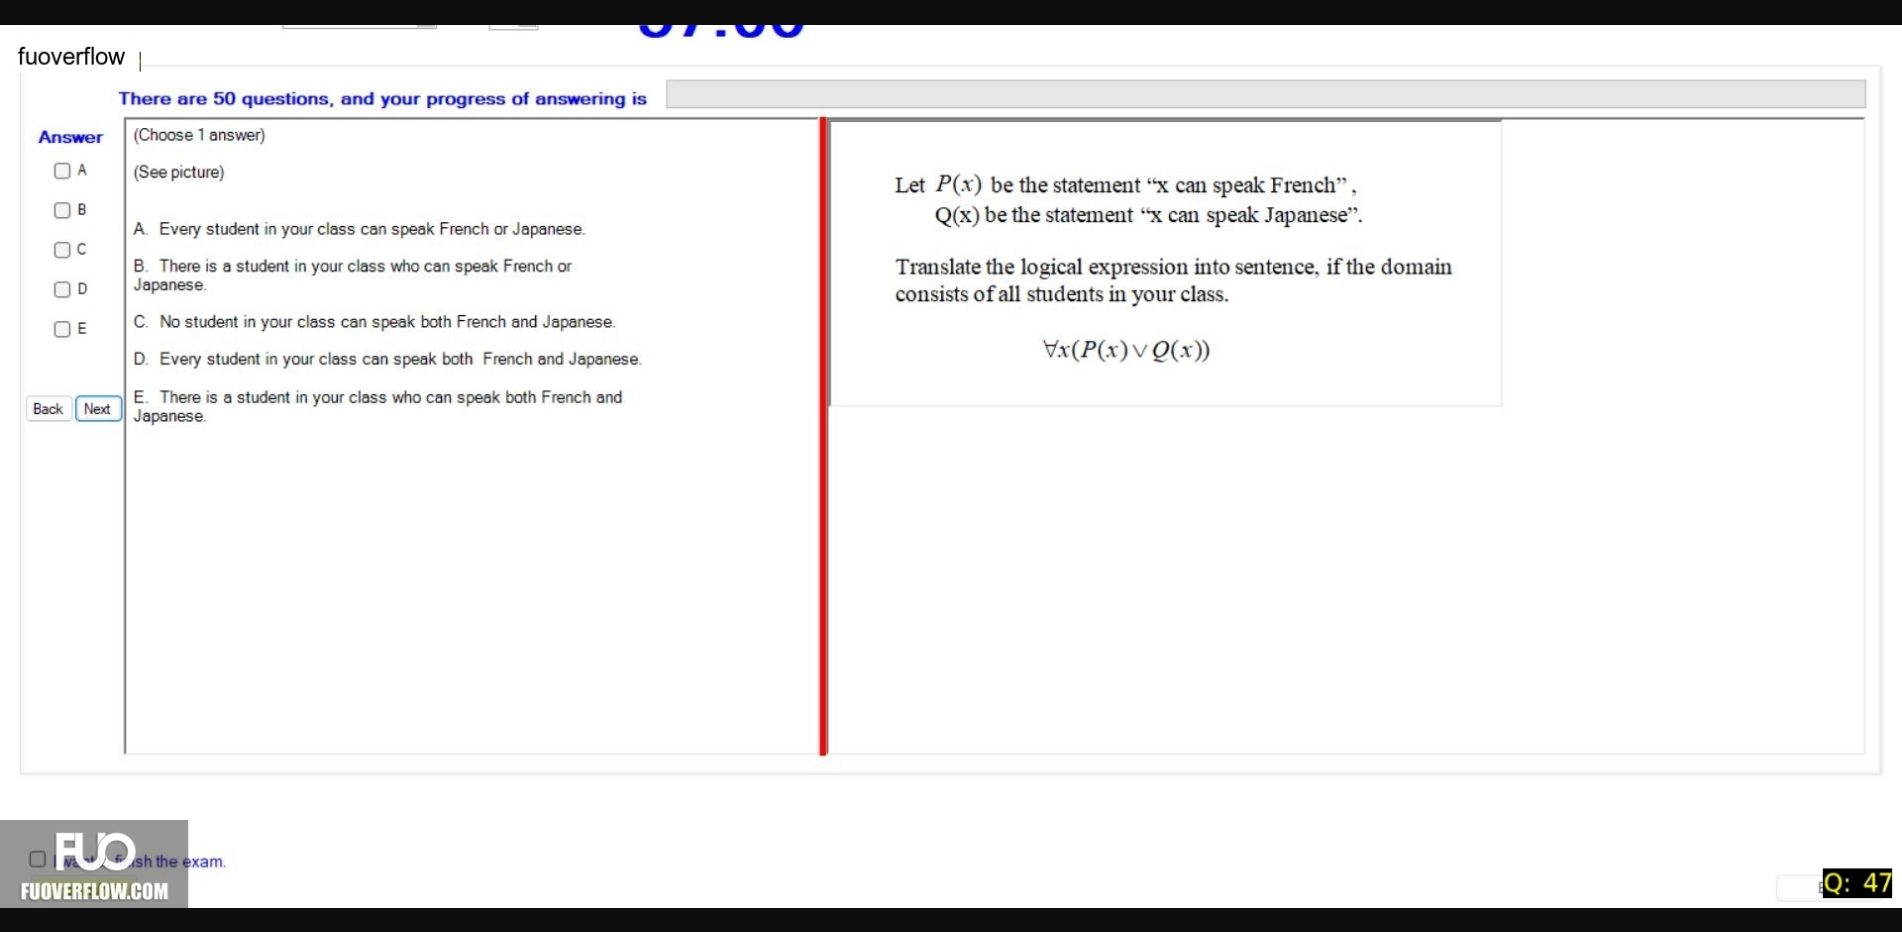 fuoverflow
There are 50 questions, and your progress of answering is
Answer
A
B
C
D
E
Back Next
(Choose 1 answer)
(See picture)
A. Every student in your class can speak French or Japanese.
B. There is a student in your class who can speak French or
Japanese.
C. No student in your class can speak both French and Japanese.
D. Every student in your class can speak both French and Japanese.
E. There is a student in your class who can speak both French and
Japanese.
Let P(x) be the statement “x can speak French”,
Q(x) be the statement “x can speak Japanese”.
Translate the logical expression into sentence, if the domain
consists of all students in your class.
∀x(P(x)∨Q(x))
the exam.
FUO
FUOVERFLOW.COM
Q: 47